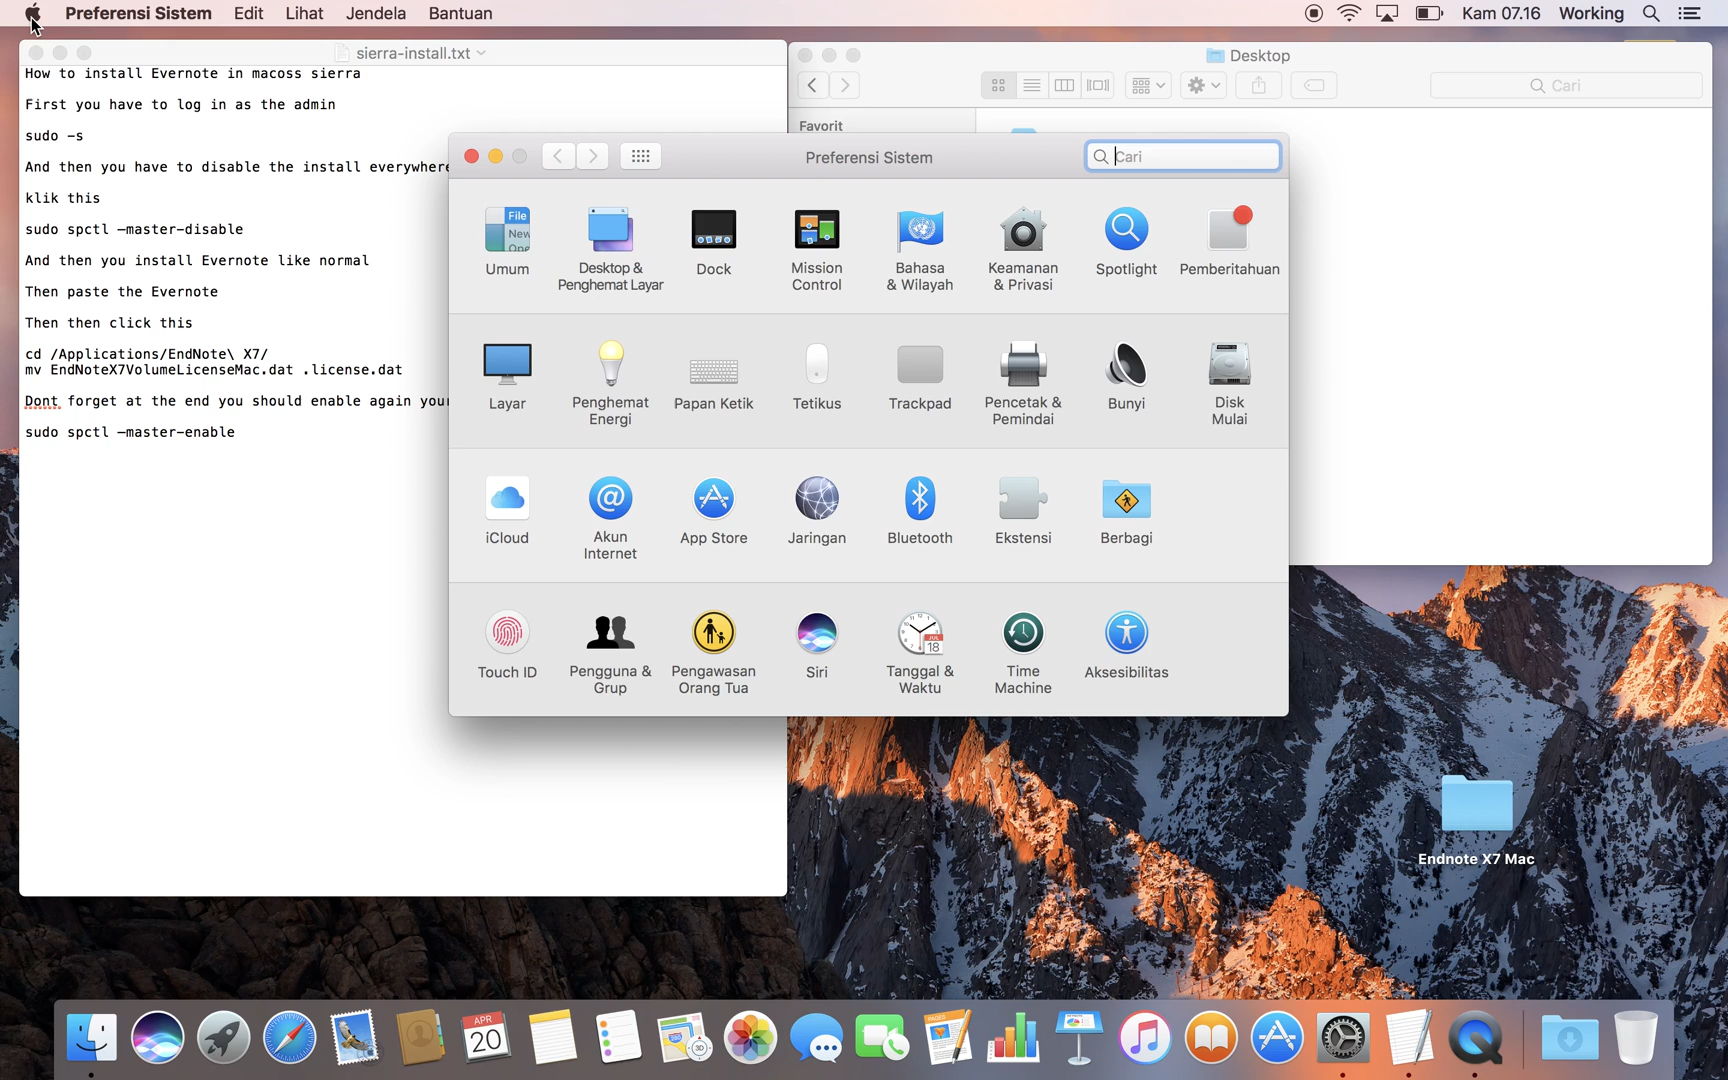 Preferensi Sistem Edit Lihat Jendela Bantuan
Kam 07.16 Working
sierra-install.txt
How to install Evernote in macoss sierra
First you have to log in as the admin
sudo -s
And then you have to disable the install everywhere
klik this
sudo spctl —master-disable
And then you install Evernote like normal
Then paste the Evernote
Then then click this
cd /Applications/EndNote\ X7/
mv EndNoteX7VolumeLicenseMac.dat .license.dat
Dont forget at the end you should enable again your
sudo spctl —master-enable
Desktop
Cari
Favorit
Preferensi Sistem
Cari
File
New
Ope
Umum
Desktop &
Penghemat Layar
Dock
Mission
Control
Bahasa
& Wilayah
Keamanan
& Privasi
Spotlight
Pemberitahuan
Layar
Penghemat
Energi
Papan Ketik
Tetikus
Trackpad
Pencetak &
Pemindai
Bunyi
Disk
Mulai
iCloud
Akun
Internet
App Store
Jaringan
Bluetooth
Ekstensi
Berbagi
Touch ID
Pengguna &
Grup
Pengawasan
Orang Tua
Siri
JUL
18
Tanggal &
Waktu
Time
Machine
Aksesibilitas
Endnote X7 Mac
APR
20
3D
PAGES